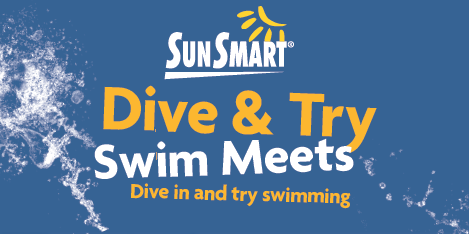 SUNSMART®
Dive & Try
Swim Meets
Dive in and try swimming